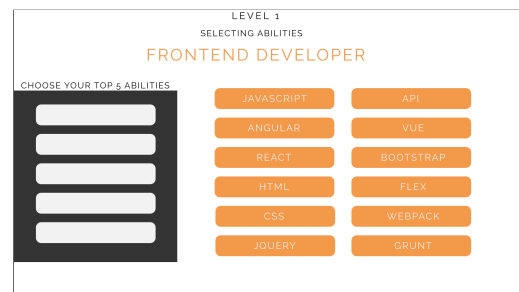 LEVEL 1
SELECTING ABILITIES
FRONTEND DEVELOPER
CHOOSE YOUR TOP 5 ABILITIES
JAVASCRIPT API
ANGULAR VUE
REACT BOOTSTRAP
HTML FLEX
CSS WEBPACK
JQUERY GRUNT